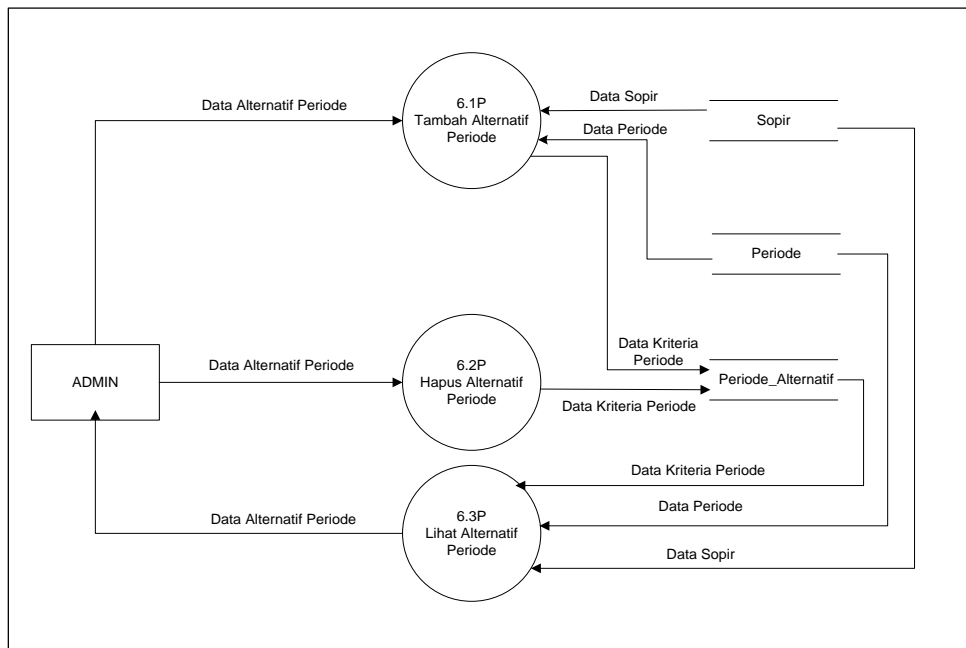 Data Alternatif Periode
6.1P
Tambah Alternatif
Periode
Data Sopir
Data Periode
Sopir
Periode
ADMIN
Data Alternatif Periode
6.2P
Hapus Alternatif
Periode
Data Kriteria
Periode
Data Kriteria Periode
Periode_Alternatif
Data Alternatif Periode
6.3P
Lihat Alternatif
Periode
Data Kriteria Periode
Data Periode
Data Sopir